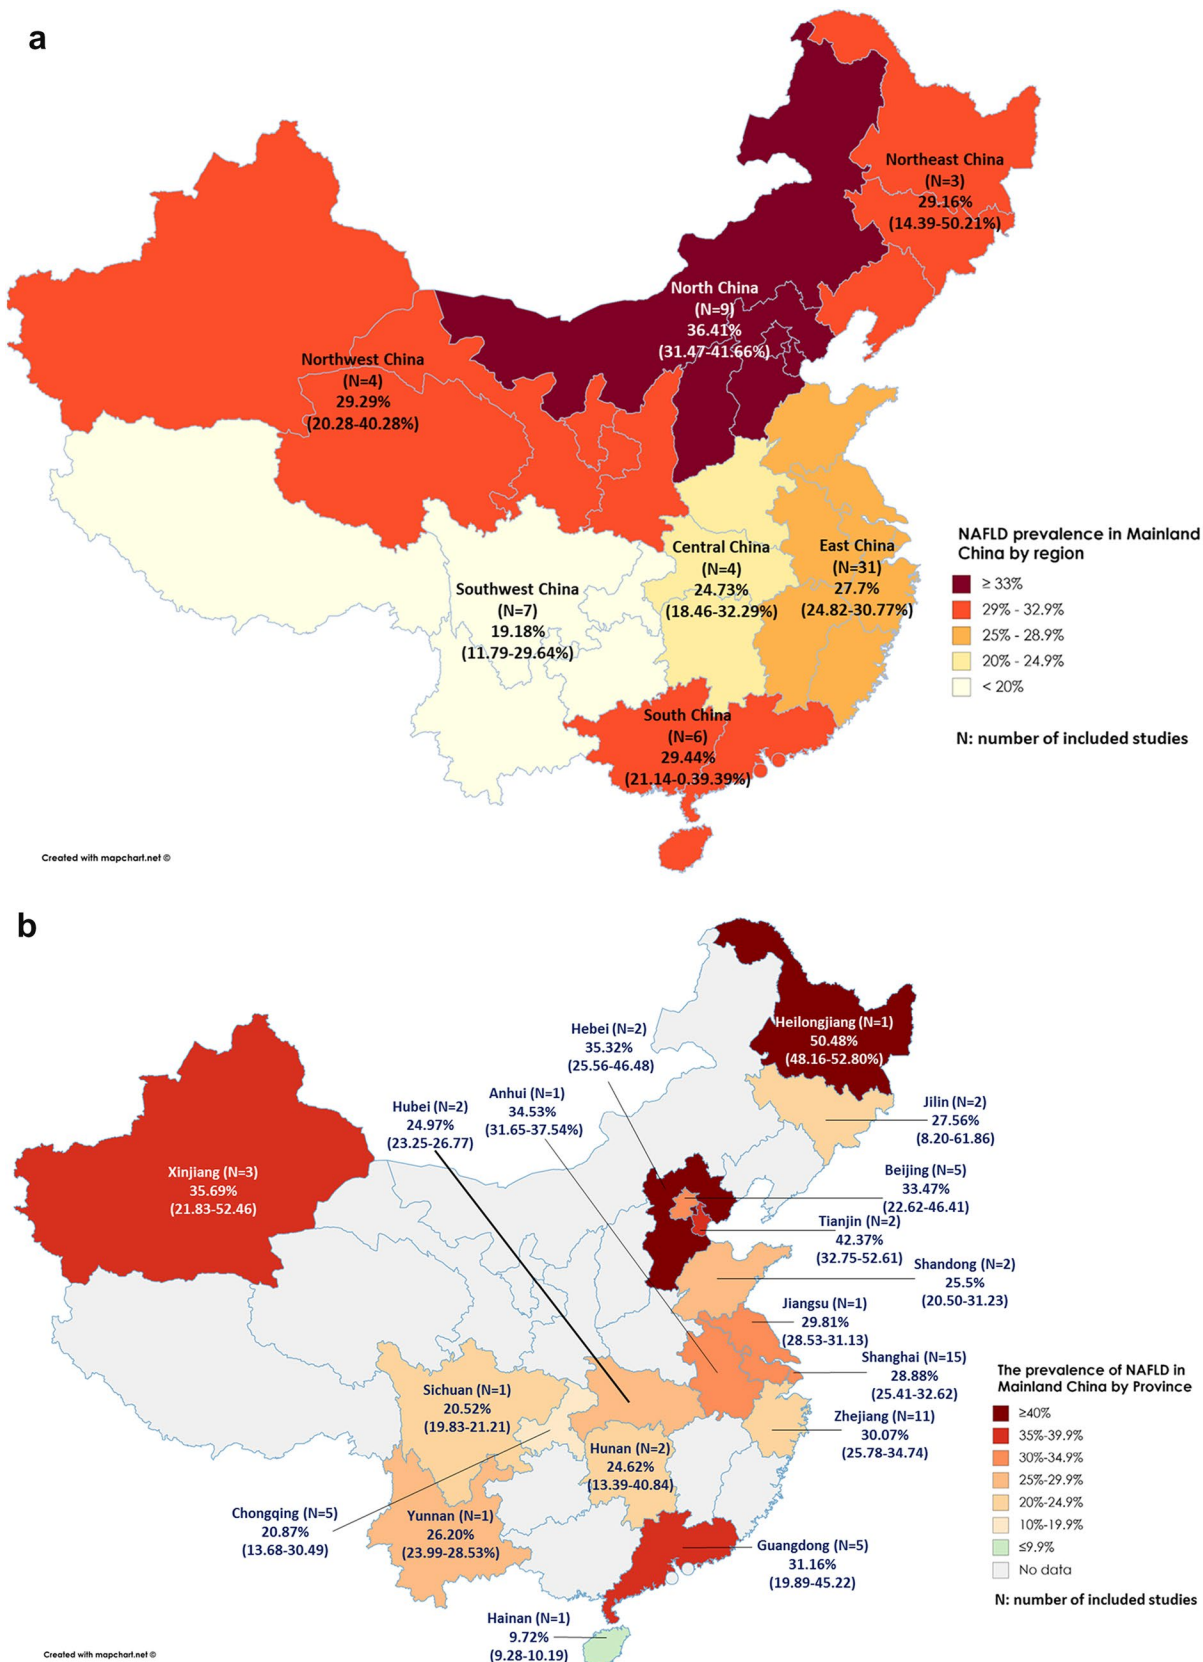 a
Northeast China
(N=3)
29.16%
(14.39-50.21%)
North China
(N=9)
36.41%
(31.47-41.66%)
Northwest China
(N=4)
29.29%
(20.28-40.28%)
Central China
(N=4)
24.73%
(18.46-32.29%)
East China
(N=31)
27.7%
(24.82-30.77%)
Southwest China
(N=7)
19.18%
(11.79-29.64%)
South China
(N=6)
29.44%
(21.14-0.39.39%)
NAFLD prevalence in Mainland
China by region
≥ 33%
29% - 32.9%
25% - 28.9%
20% - 24.9%
< 20%
N: number of included studies
Created with mapchart.net ©
b
Heilongjiang (N=1)
50.48%
(48.16-52.80%)
Hebei (N=2)
35.32%
(25.56-46.48)
Anhui (N=1)
34.53%
(31.65-37.54%)
Hubei (N=2)
24.97%
(23.25-26.77)
Jilin (N=2)
27.56%
(8.20-61.86)
Xinjiang (N=3)
35.69%
(21.83-52.46)
Beijing (N=5)
33.47%
(22.62-46.41)
Tianjin (N=2)
42.37%
(32.75-52.61)
Shandong (N=2)
25.5%
(20.50-31.23)
Jiangsu (N=1)
29.81%
(28.53-31.13)
Shanghai (N=15)
28.88%
(25.41-32.62)
Zhejiang (N=11)
30.07%
(25.78-34.74)
Sichuan (N=1)
20.52%
(19.83-21.21)
Hunan (N=2)
24.62%
(13.39-40.84)
Chongqing (N=5)
20.87%
(13.68-30.49)
Yunnan (N=1)
26.20%
(23.99-28.53%)
Guangdong (N=5)
31.16%
(19.89-45.22)
Hainan (N=1)
9.72%
(9.28-10.19)
The prevalence of NAFLD in
Mainland China by Province
≥40%
35%-39.9%
30%-34.9%
25%-29.9%
20%-24.9%
10%-19.9%
≤9.9%
No data
N: number of included studies
Created with mapchart.net ©